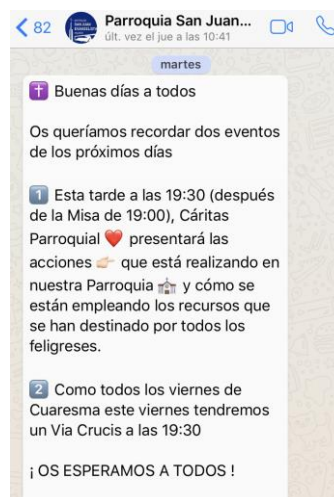 82
Parroquia San Juan...
últ. vez el jue a las 10:41
martes
✝️ Buenas días a todos
Os queríamos recordar dos eventos
de los próximos días
1️⃣ Esta tarde a las 19:30 (después
de la Misa de 19:00), Cáritas
Parroquial ❤️ presentará las
acciones 👉🏻 que está realizando en
nuestra Parroquia ⛪ y cómo se
están empleando los recursos que
se han destinado por todos los
feligreses.
2️⃣ Como todos los viernes de
Cuaresma este viernes tendremos
un Via Crucis a las 19:30
¡ OS ESPERAMOS A TODOS !